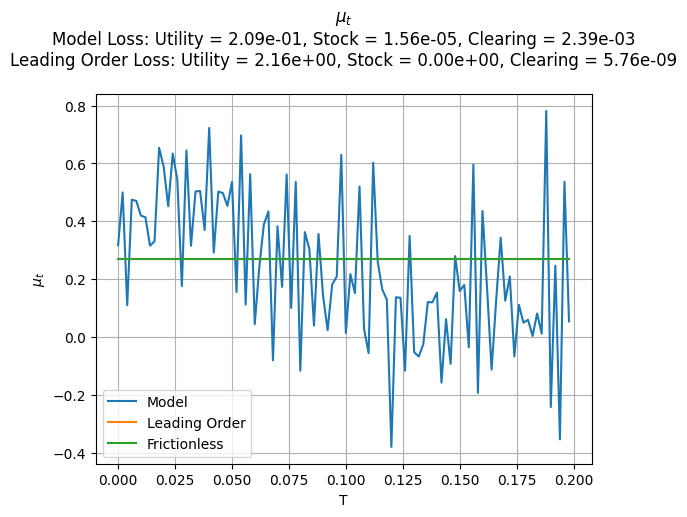 μₜ
Model Loss: Utility = 2.09e-01, Stock = 1.56e-05, Clearing = 2.39e-03
Leading Order Loss: Utility = 2.16e+00, Stock = 0.00e+00, Clearing = 5.76e-09
0.8
0.6
0.4
0.2
0.0
−0.2
−0.4
μₜ
Model
Leading Order
Frictionless
0.000 0.025 0.050 0.075 0.100 0.125 0.150 0.175 0.200
T